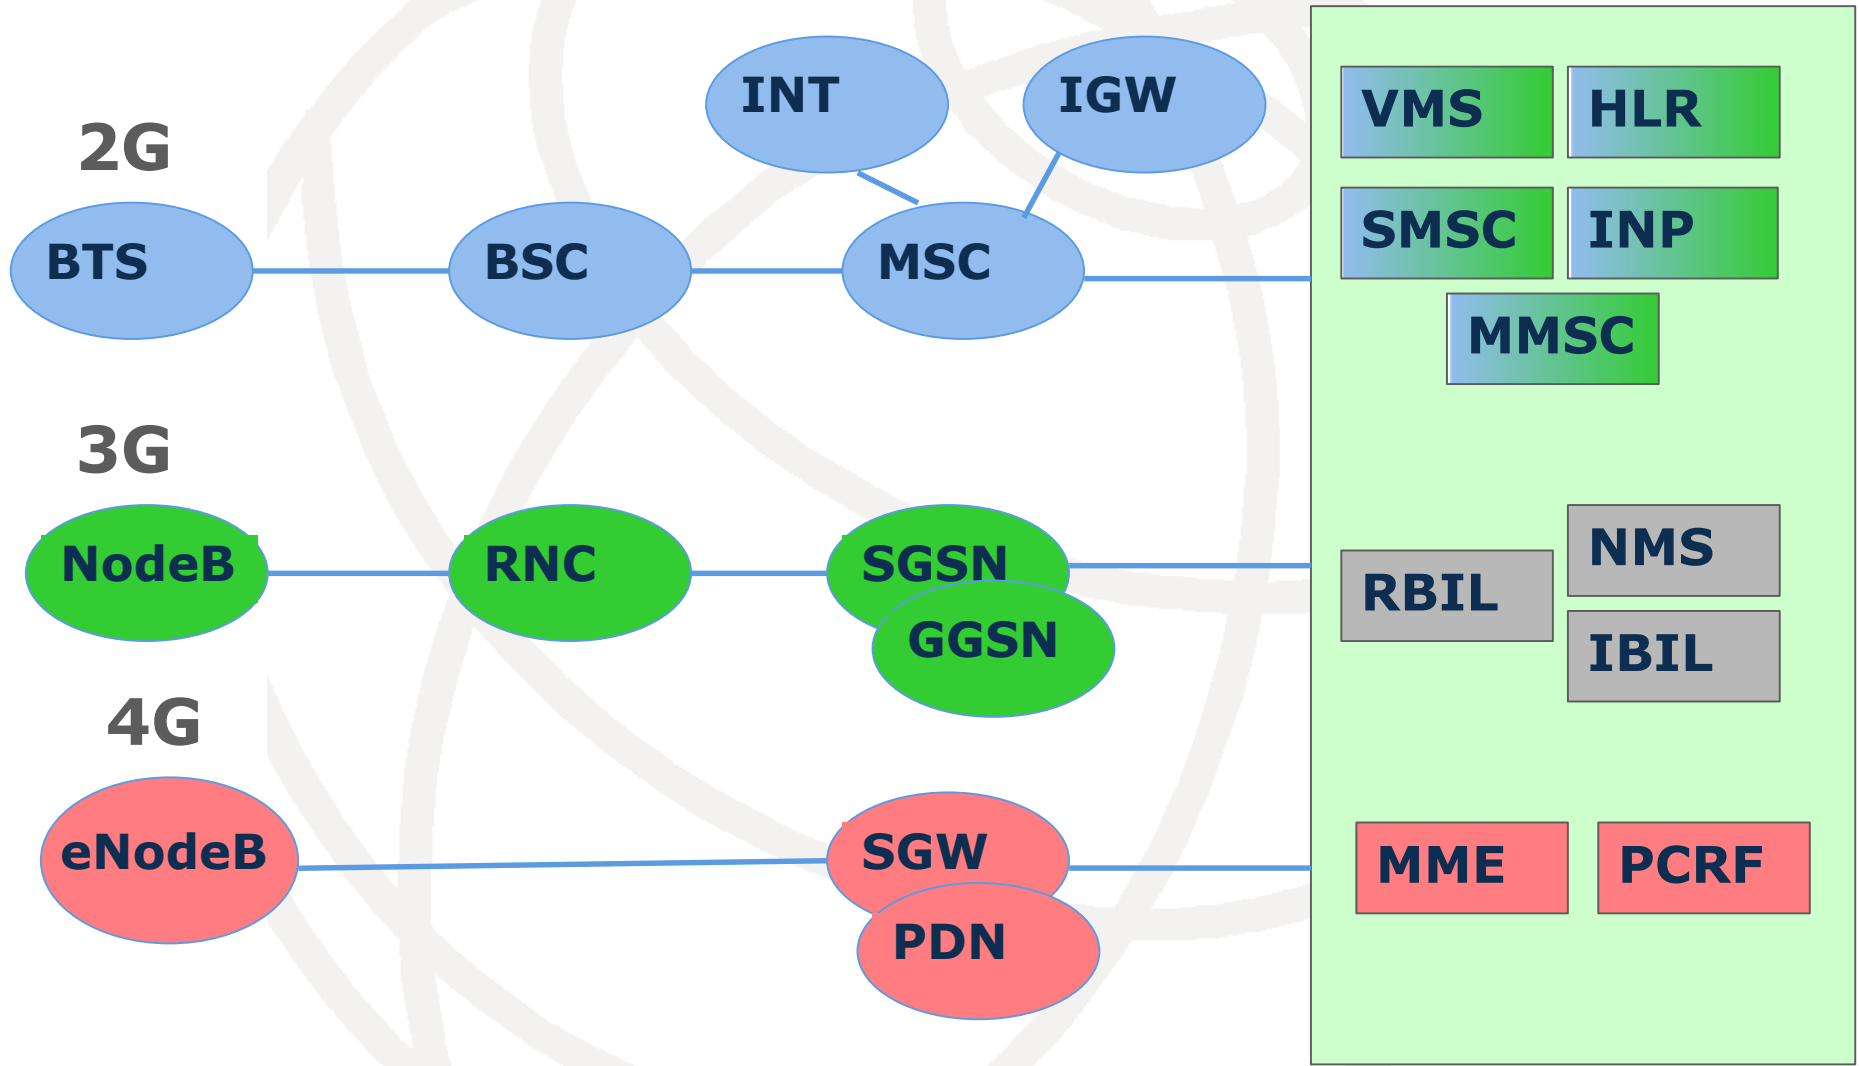 2G
INT
IGW
BTS
BSC
MSC
VMS
HLR
SMSC
INP
MMSC
3G
NodeB
RNC
SGSN
GGSN
RBIL
NMS
IBIL
4G
eNodeB
SGW
PDN
MME
PCRF